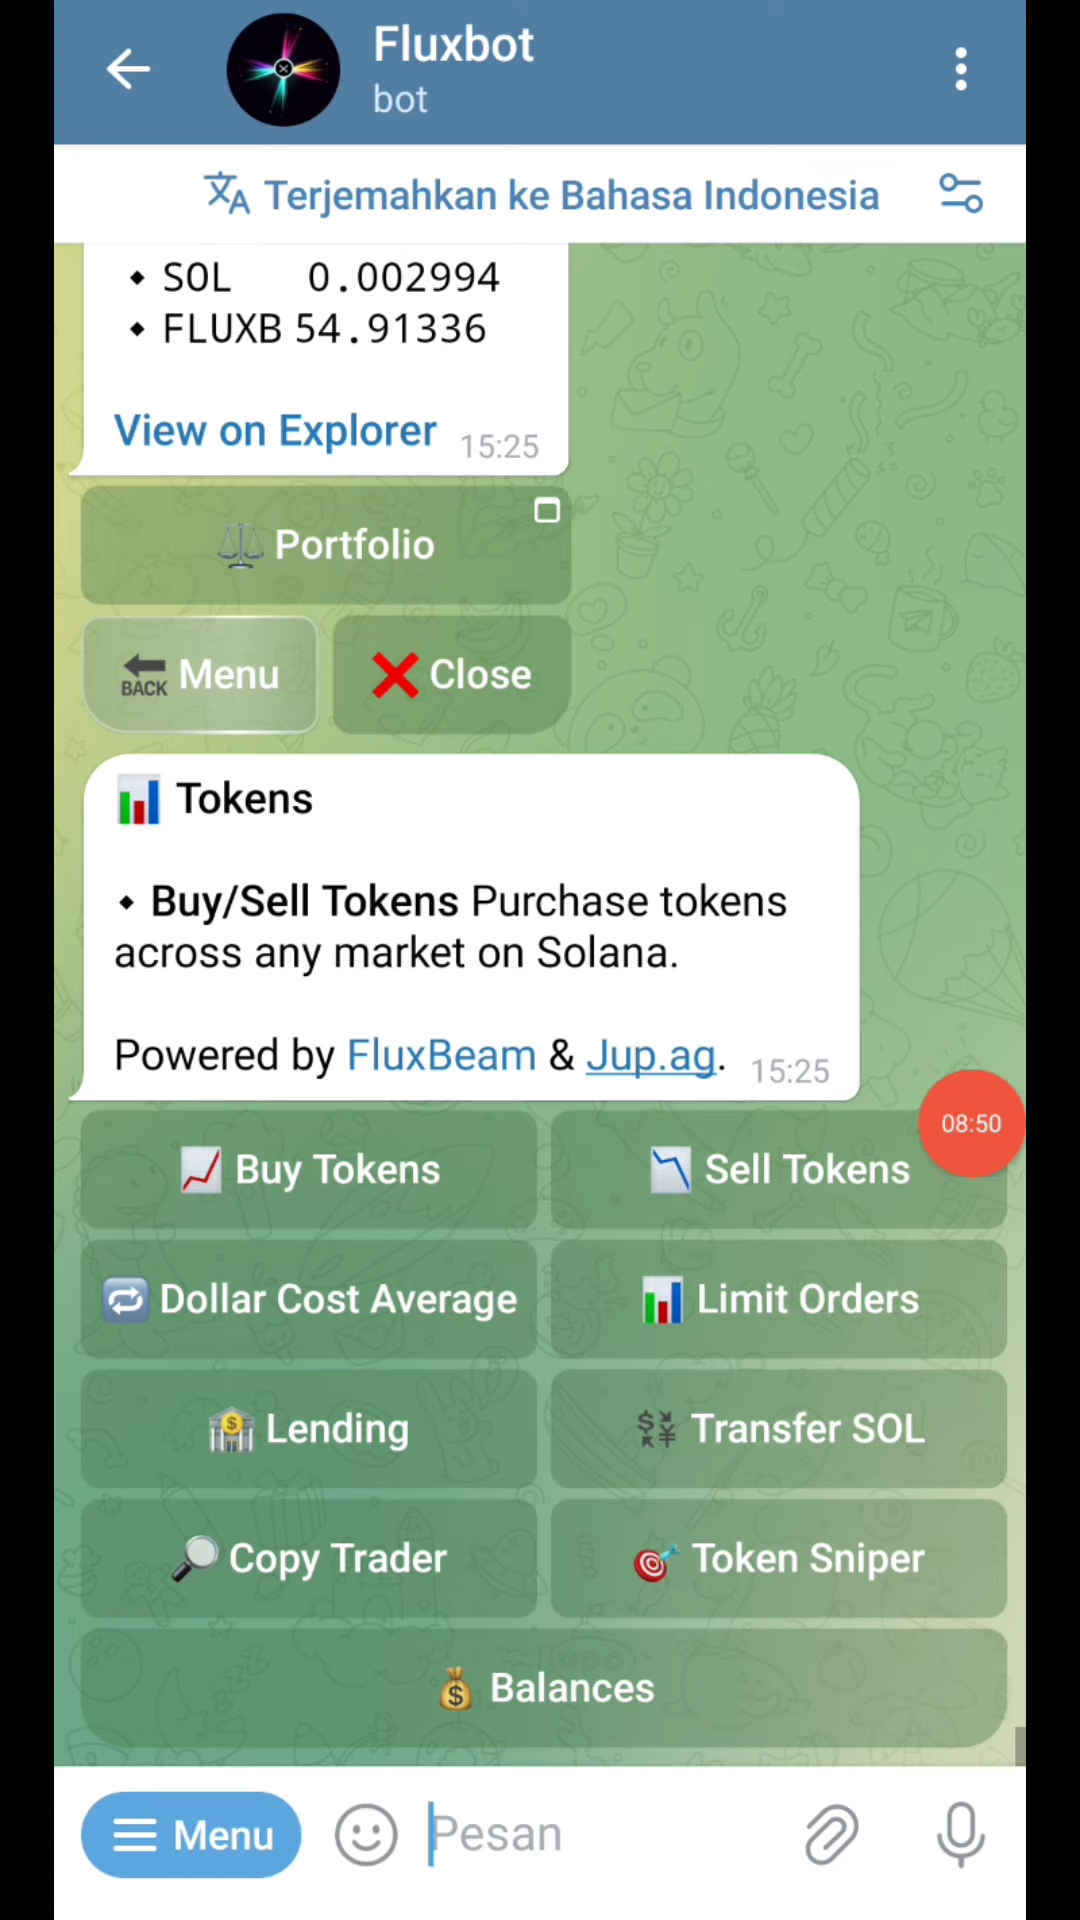 Fluxbot
bot
Terjemahkan ke Bahasa Indonesia
⬩ SOL 0.002994
⬩ FLUXB 54.91336
View on Explorer 15:25
⚖️ Portfolio
🔙 Menu
❌ Close
📊 Tokens
⬩ Buy/Sell Tokens Purchase tokens
across any market on Solana.
Powered by FluxBeam & Jup.ag. 15:25
08:50
📈 Buy Tokens
📉 Sell Tokens
🔁 Dollar Cost Average
📊 Limit Orders
🏦 Lending
💱 Transfer SOL
🔎 Copy Trader
🎯 Token Sniper
💰 Balances
Menu
Pesan